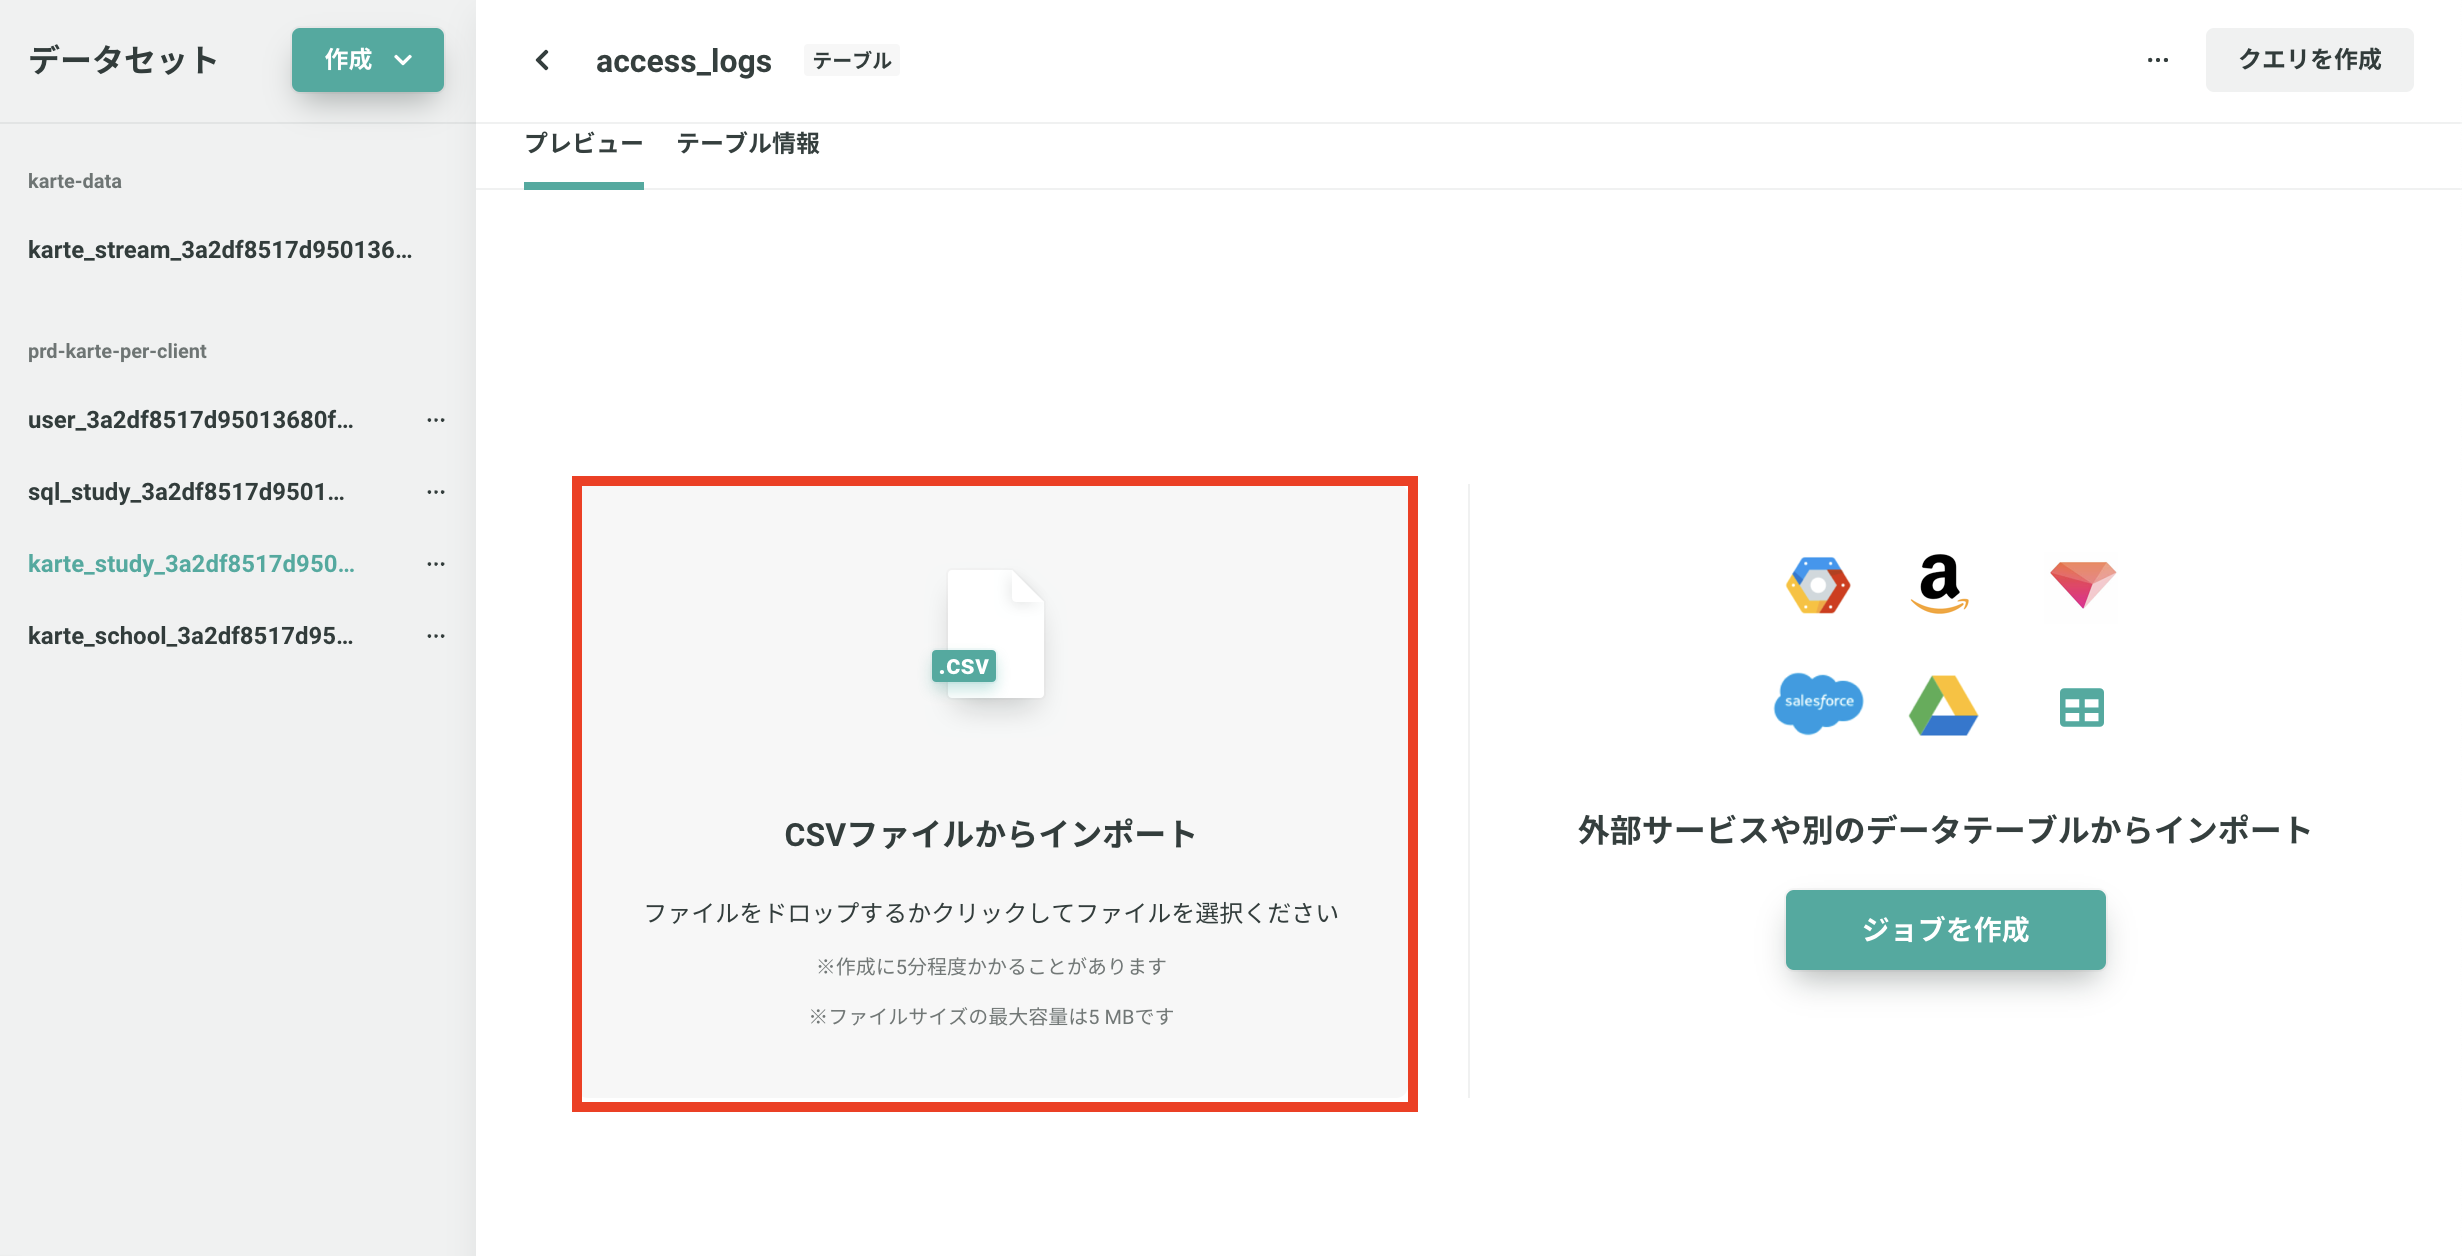 データセット
作成
karte-data
karte_stream_3a2df8517d950136...
prd-karte-per-client
user_3a2df8517d95013680f...
sql_study_3a2df8517d9501...
karte_study_3a2df8517d950...
karte_school_3a2df8517d95...
access_logs テーブル
クエリを作成
プレビュー テーブル情報
.CSV
CSVファイルからインポート
ファイルをドロップするかクリックしてファイルを選択ください
※作成に5分程度かかることがあります
※ファイルサイズの最大容量は5 MBです
a
salesforce
外部サービスや別のデータテーブルからインポート
ジョブを作成